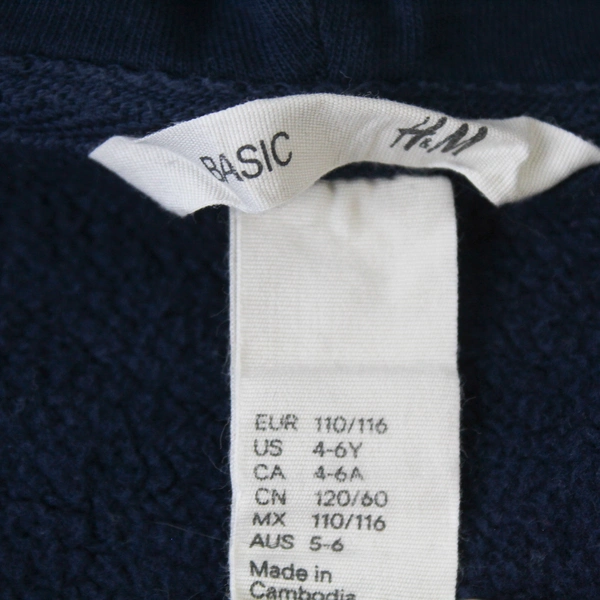 BASIC H&M
EUR 110/116
US 4-6Y
CA 4-6A
CN 120/60
MX 110/116
AUS 5-6
Made in
Cambodia